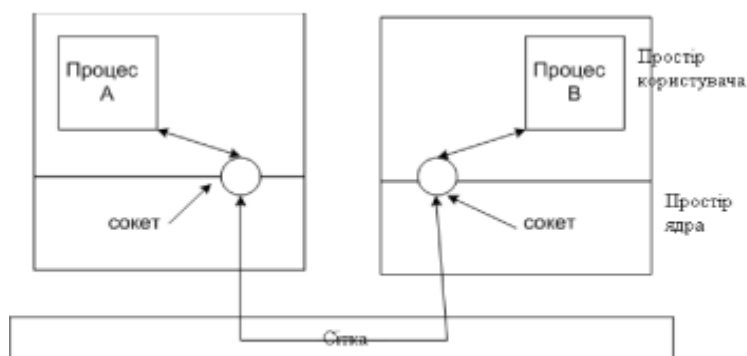 Процес
А
Процес
В
Простір
користувача
сокет
сокет
Простір
ядра
Сітка